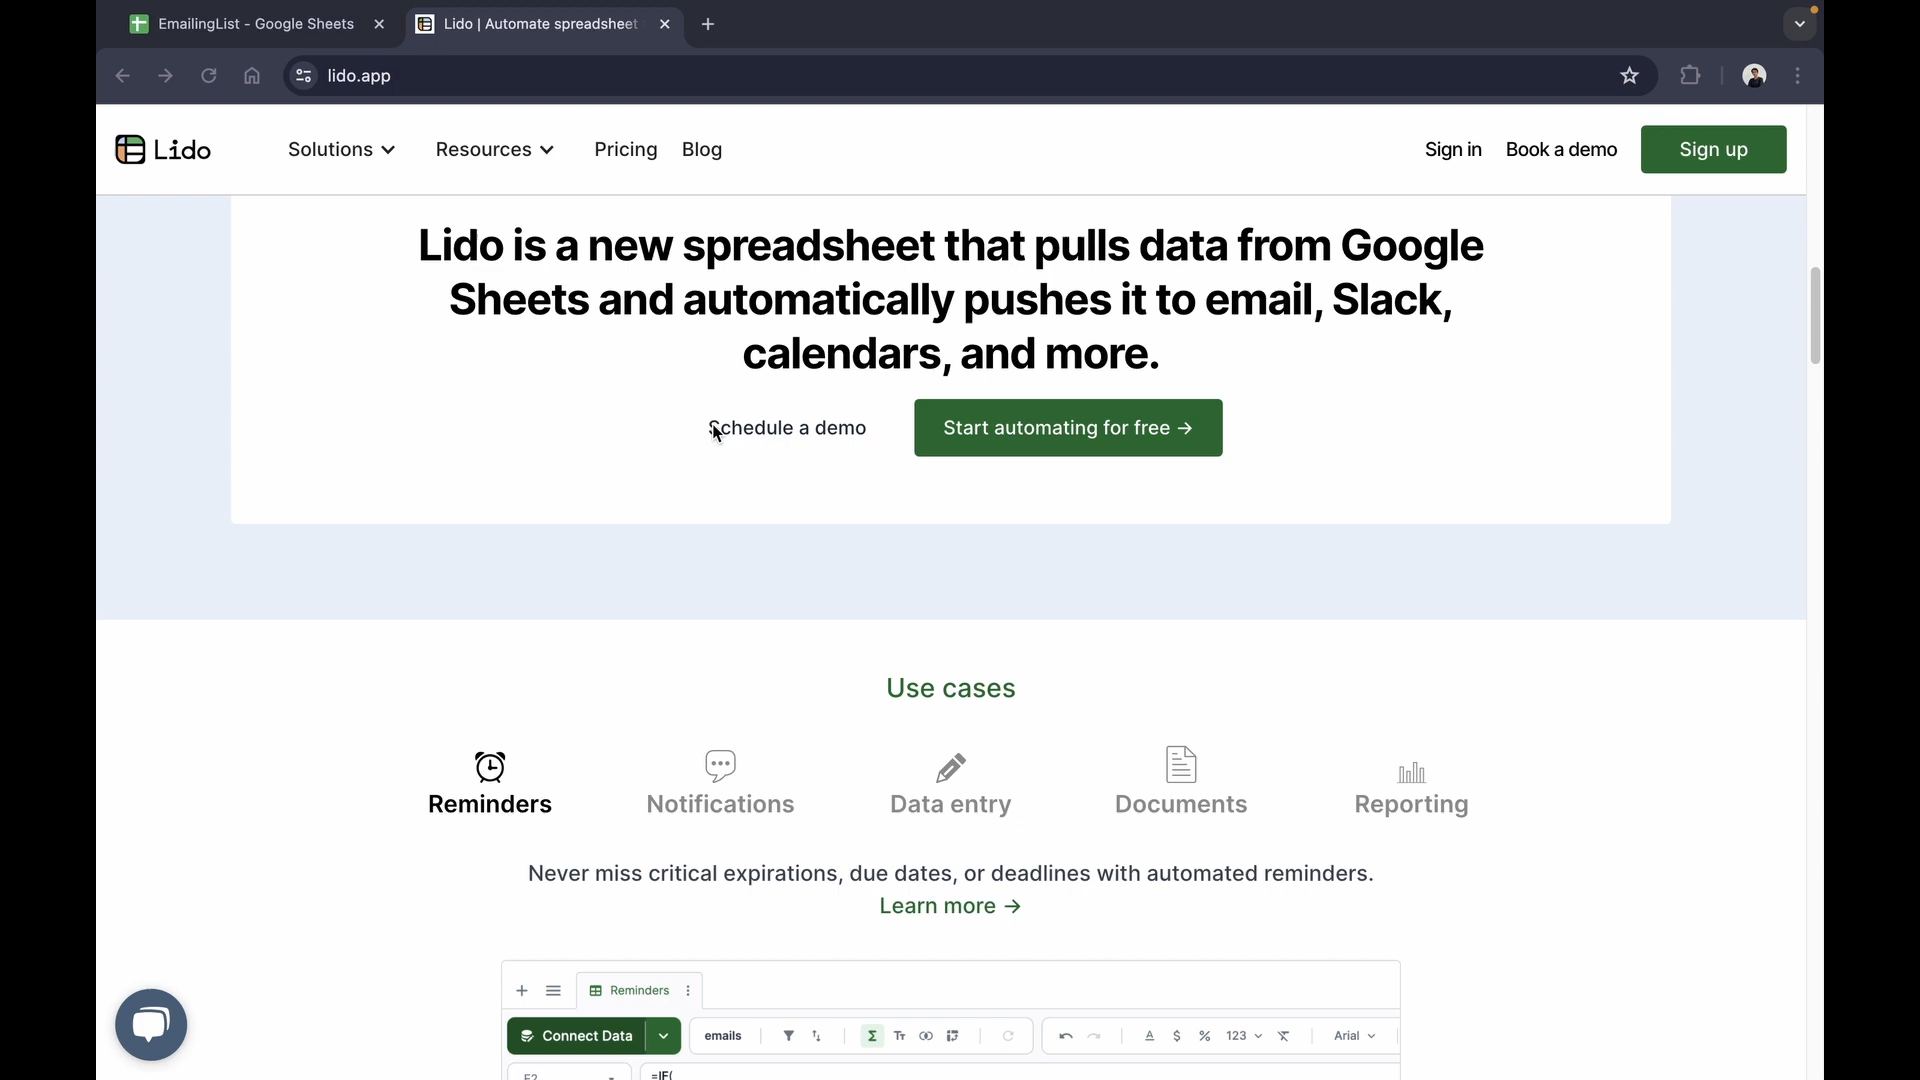 EmailingList - Google Sheets
Lido | Automate spreadsheet
lido.app
Lido
Solutions
Resources
Pricing
Blog
Sign in
Book a demo
Sign up
Lido is a new spreadsheet that pulls data from Google
Sheets and automatically pushes it to email, Slack,
calendars, and more.
Schedule a demo
Start automating for free →
Use cases
Reminders
Notifications
Data entry
Documents
Reporting
Never miss critical expirations, due dates, or deadlines with automated reminders.
Learn more →
Reminders
Connect Data
emails
Σ
Tт
A
$
%
123
Arial
=IF(